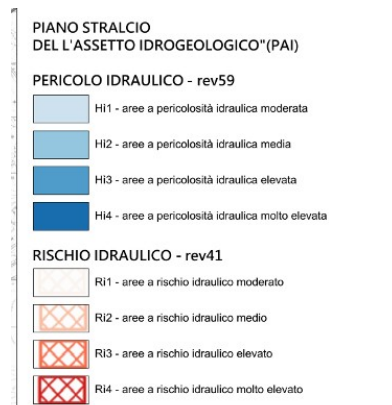 PIANO STRALCIO
DEL L'ASSETTO IDROGEOLOGICO"(PAI)
PERICOLO IDRAULICO - rev59
Hi1 - aree a pericolosità idraulica moderata
Hi2 - aree a pericolosità idraulica media
Hi3 - aree a pericolosità idraulica elevata
Hi4 - aree a pericolosità idraulica molto elevata
RISCHIO IDRAULICO - rev41
Ri1 - aree a rischio idraulico moderato
Ri2 - aree a rischio idraulico medio
Ri3 - aree a rischio idraulico elevato
Ri4 - aree a rischio idraulico molto elevato